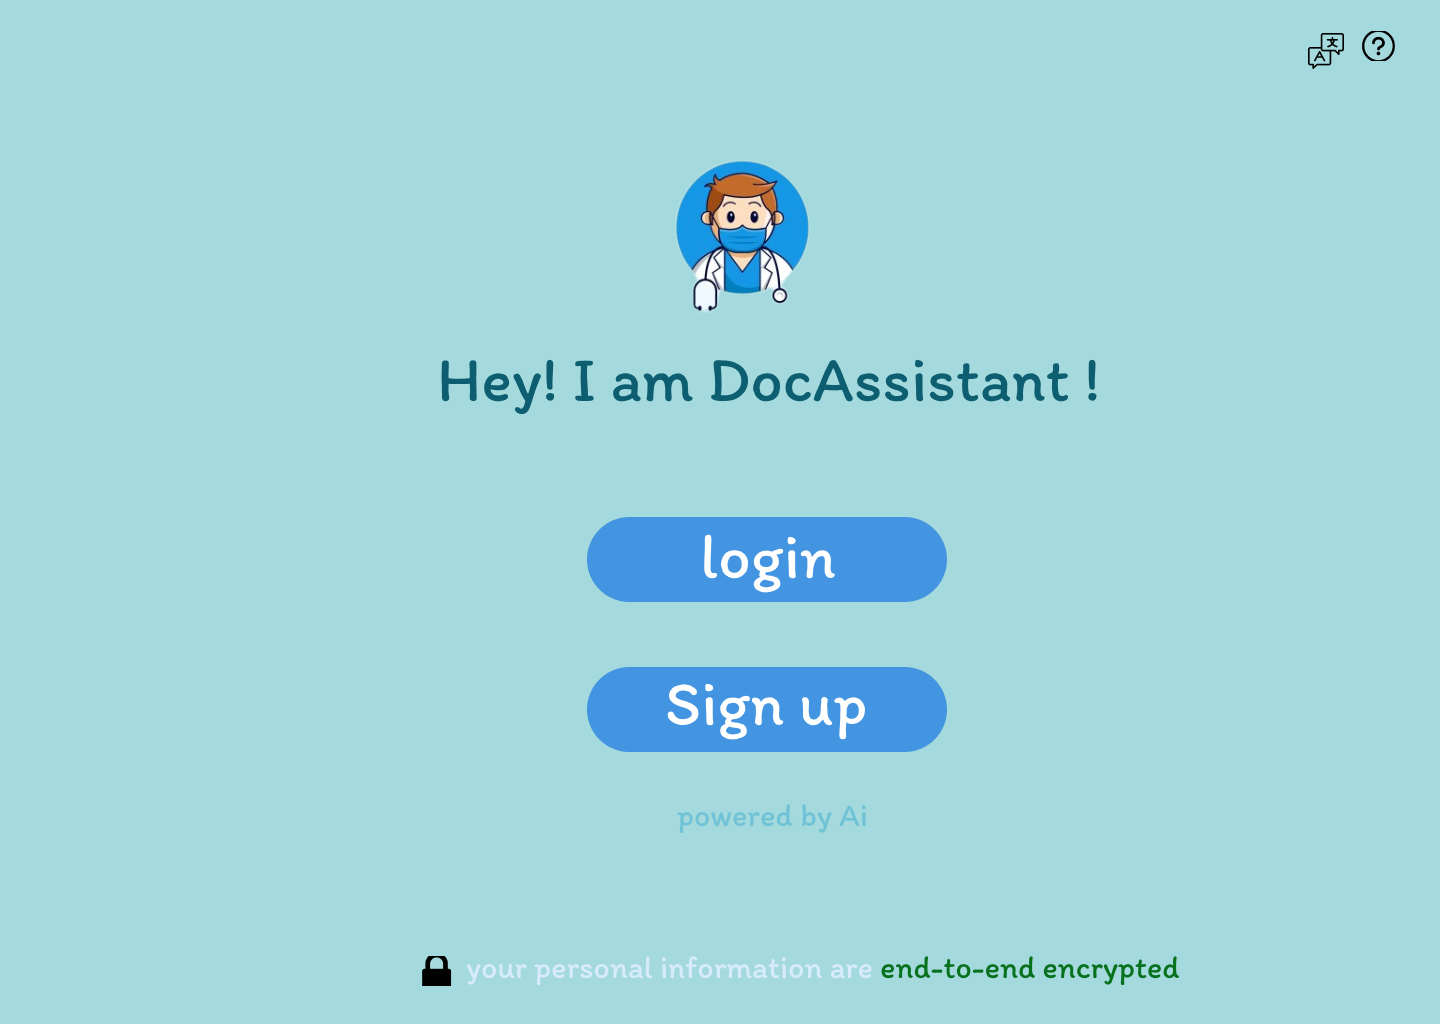 Hey! I am DocAssistant !
login
Sign up
powered by Ai
your personal information are end-to-end encrypted